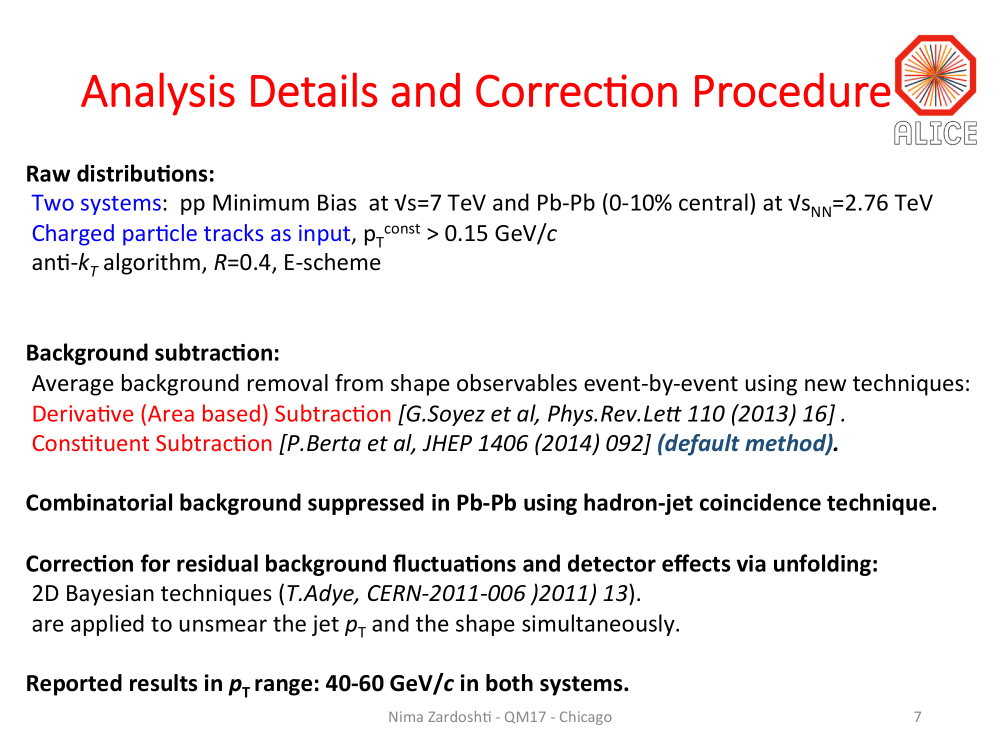 Analysis Details and Correction Procedure
ALICE
Raw distributions:
Two systems: pp Minimum Bias at √s=7 TeV and Pb-Pb (0-10% central) at √sNN=2.76 TeV
Charged particle tracks as input, pTconst > 0.15 GeV/c
anti-kT algorithm, R=0.4, E-scheme
Background subtraction:
Average background removal from shape observables event-by-event using new techniques:
Derivative (Area based) Subtraction [G.Soyez et al, Phys.Rev.Lett 110 (2013) 16] .
Constituent Subtraction [P.Berta et al, JHEP 1406 (2014) 092] (default method).
Combinatorial background suppressed in Pb-Pb using hadron-jet coincidence technique.
Correction for residual background fluctuations and detector effects via unfolding:
2D Bayesian techniques (T.Adye, CERN-2011-006 )2011) 13).
are applied to unsmear the jet pT and the shape simultaneously.
Reported results in pT range: 40-60 GeV/c in both systems.
Nima Zardoshti - QM17 - Chicago
7